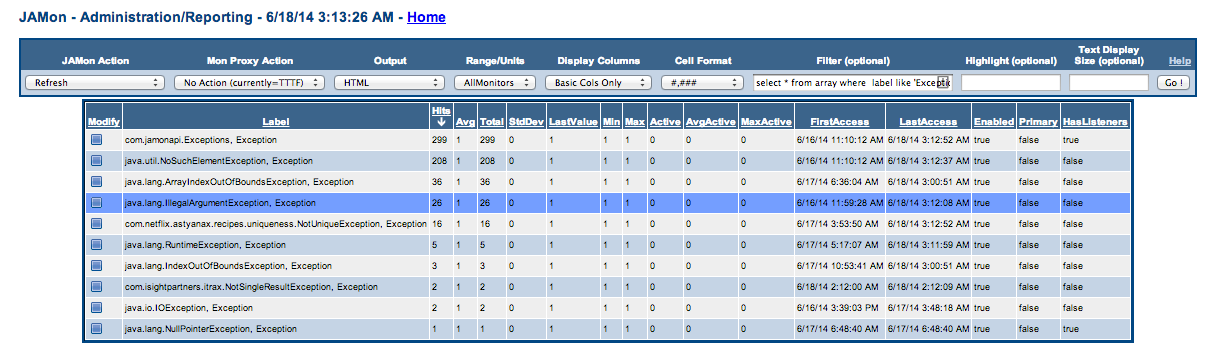 JAMon - Administration/Reporting - 6/18/14 3:13:26 AM - Home
JAMon Action Mon Proxy Action Output Range/Units Display Columns Cell Format Filter (optional) Highlight (optional) Text Display Size (optional) Help
Refresh No Action (currently=TTTF) HTML AllMonitors Basic Cols Only #,### select * from array where label like 'Excepti Go !
Modify Label Hits Avg Total StdDev LastValue Min Max Active AvgActive MaxActive FirstAccess LastAccess Enabled Primary HasListeners
com.jamonapi.Exceptions, Exception 299 1 299 0 1 1 1 0 0 0 6/16/14 11:10:12 AM 6/18/14 3:12:52 AM true false true
java.util.NoSuchElementException, Exception 208 1 208 0 1 1 1 0 0 0 6/16/14 11:10:12 AM 6/18/14 3:12:37 AM true false false
java.lang.ArrayIndexOutOfBoundsException, Exception 36 1 36 0 1 1 1 0 0 0 6/17/14 6:36:04 AM 6/18/14 3:00:51 AM true false false
java.lang.IllegalArgumentException, Exception 26 1 26 0 1 1 1 0 0 0 6/16/14 11:59:28 AM 6/18/14 3:12:08 AM true false false
com.netflix.astyanax.recipes.uniqueness.NotUniqueException, Exception 16 1 16 0 1 1 1 0 0 0 6/17/14 3:53:50 AM 6/18/14 3:12:52 AM true false false
java.lang.RuntimeException, Exception 5 1 5 0 1 1 1 0 0 0 6/17/14 5:17:07 AM 6/18/14 3:11:59 AM true false false
java.lang.IndexOutOfBoundsException, Exception 3 1 3 0 1 1 1 0 0 0 6/17/14 10:53:41 AM 6/18/14 3:00:51 AM true false false
com.isightpartners.itrax.NotSingleResultException, Exception 2 1 2 0 1 1 1 0 0 0 6/18/14 2:12:00 AM 6/18/14 2:12:09 AM true false false
java.io.IOException, Exception 2 1 2 0 1 1 1 0 0 0 6/16/14 3:39:03 PM 6/17/14 3:48:18 AM true false false
java.lang.NullPointerException, Exception 1 1 1 0 1 1 1 0 0 0 6/17/14 6:48:40 AM 6/17/14 6:48:40 AM true false true